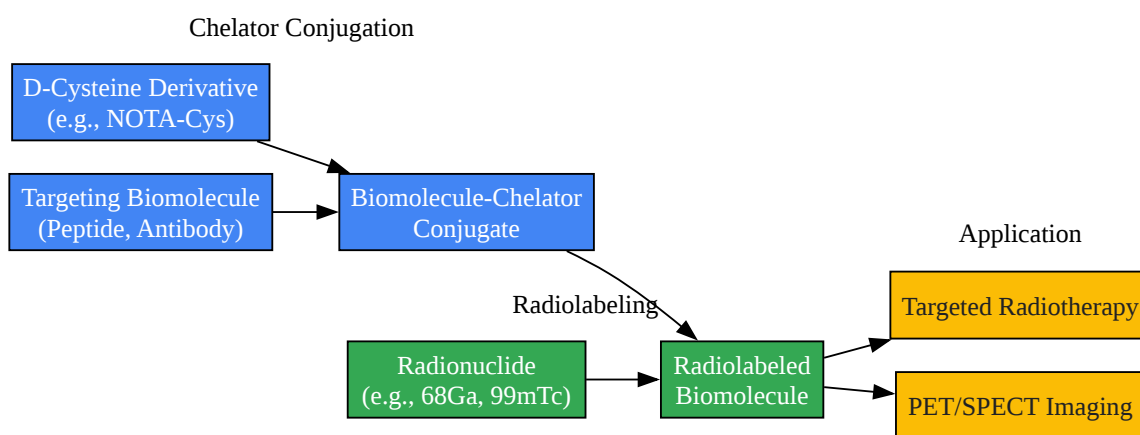 Chelator Conjugation
D-Cysteine Derivative
(e.g., NOTA-Cys)
Targeting Biomolecule
(Peptide, Antibody)
Biomolecule-Chelator
Conjugate
Radiolabeling
Radionuclide
(e.g., 68Ga, 99mTc)
Radiolabeled
Biomolecule
Application
Targeted Radiotherapy
PET/SPECT Imaging